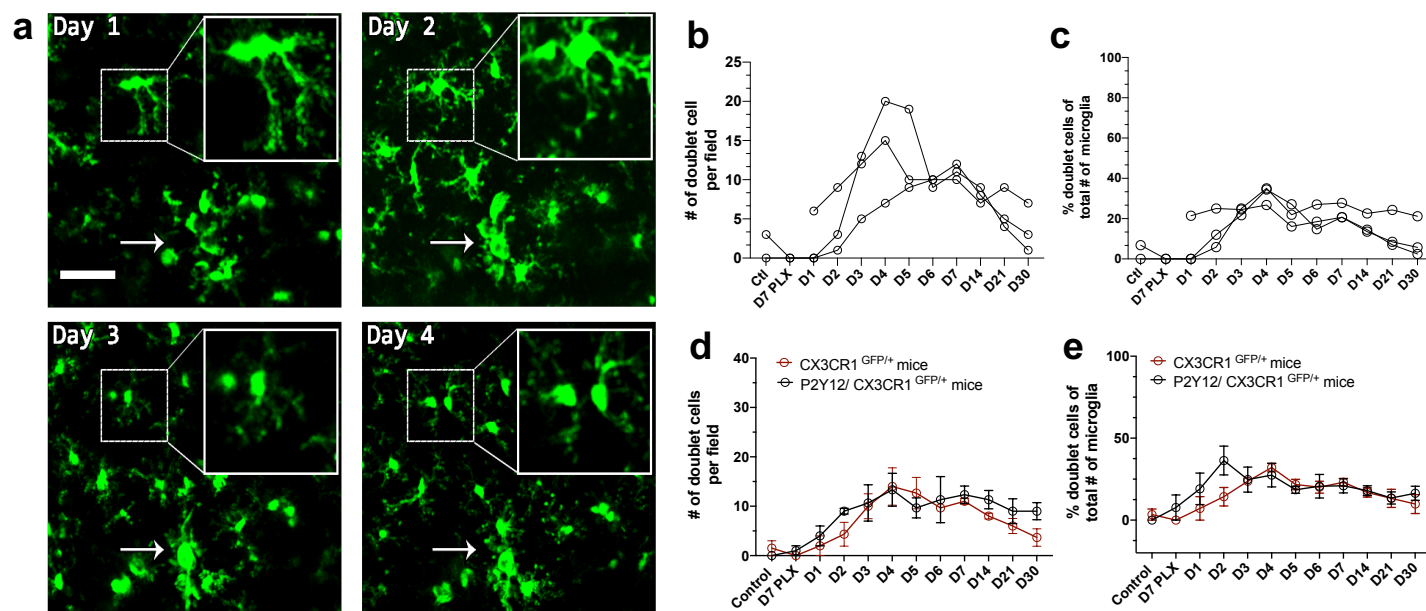 a
Day 1
Day 2
Day 3
Day 4
b
# of doublet cell
per field
25
20
15
10
5
0
Ctl
D7 PLX
D1
D2
D3
D4
D5
D6
D7
D14
D21
D30
c
% doublet cells of
total # of microglia
100
80
60
40
20
0
Ctl
D7 PLX
D1
D2
D3
D4
D5
D6
D7
D14
D21
D30
d
CX3CR1 GFP/+ mice
P2Y12/ CX3CR1 GFP/+ mice
# of doublet cells
per field
40
30
20
10
0
Control
D7 PLX
D1
D2
D3
D4
D5
D6
D7
D14
D21
D30
e
CX3CR1 GFP/+ mice
P2Y12/ CX3CR1 GFP/+ mice
% doublet cells of
total # of microglia
100
50
0
Control
D7 PLX
D1
D2
D3
D4
D5
D6
D7
D14
D21
D30